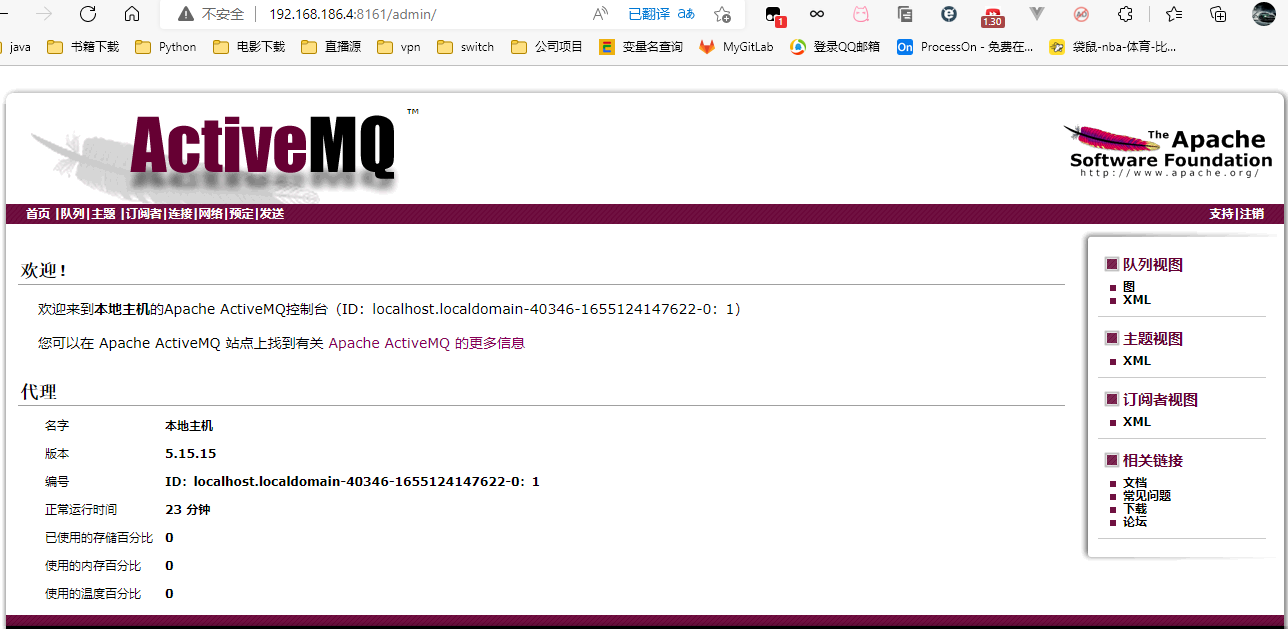 不安全 192.168.186.4:8161/admin/ 已翻译 aあ 1 1.30
java 书籍下载 Python 电影下载 直播源 vpn switch 公司项目 变量名查询 MyGitLab 登录QQ邮箱 On ProcessOn - 免费在... 袋鼠-nba-体育-比...
ActiveMQ ™
The Apache
Software Foundation
http://www.apache.org/
首页 |队列|主题 |订阅者|连接|网络|预定|发送 支持|注销
欢迎！
欢迎来到本地主机的Apache ActiveMQ控制台（ID：localhost.localdomain-40346-1655124147622-0：1）
您可以在 Apache ActiveMQ 站点上找到有关 Apache ActiveMQ 的更多信息
代理
名字 本地主机
版本 5.15.15
编号 ID：localhost.localdomain-40346-1655124147622-0：1
正常运行时间 23 分钟
已使用的存储百分比 0
使用的内存百分比 0
使用的温度百分比 0
队列视图
图
XML
主题视图
XML
订阅者视图
XML
相关链接
文档
常见问题
下载
论坛